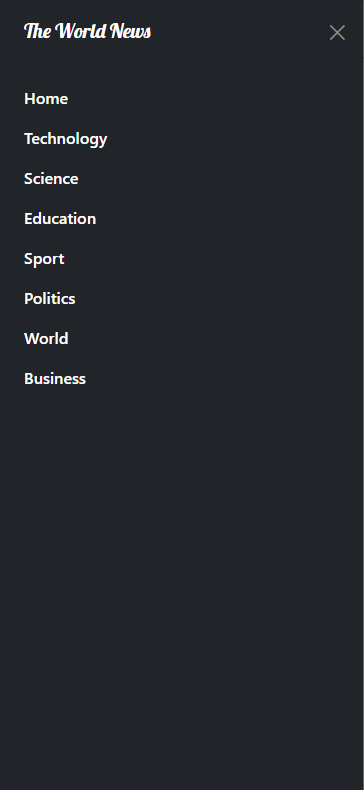 The World News
Home
Technology
Science
Education
Sport
Politics
World
Business